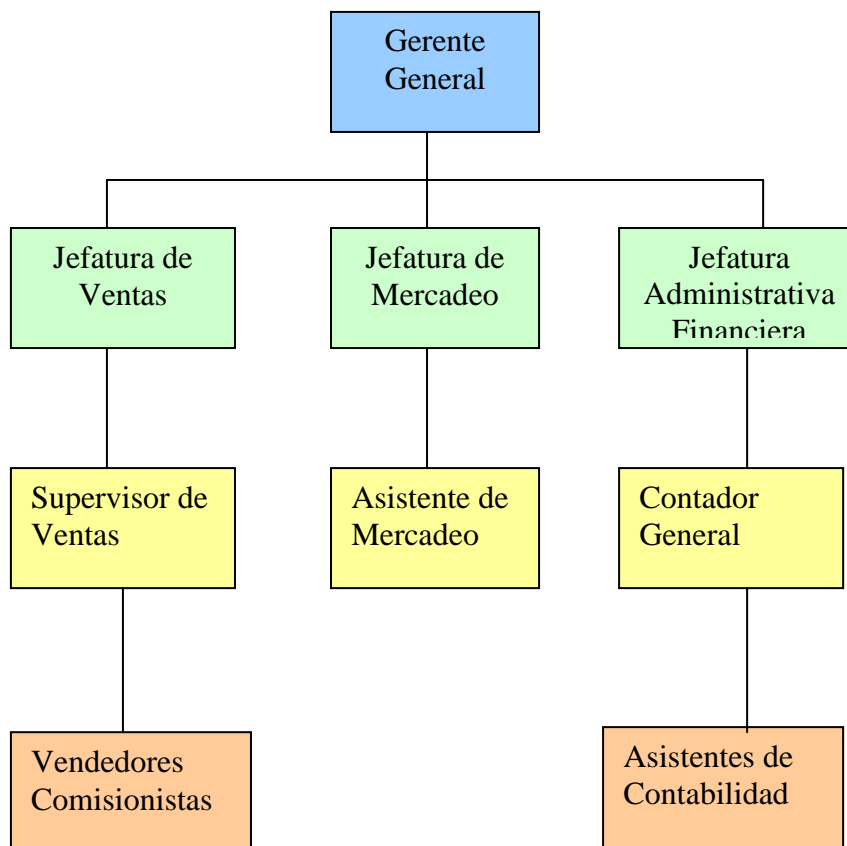 Gerente
General
Jefatura de
Ventas
Jefatura de
Mercadeo
Jefatura
Administrativa
Financiera
Supervisor de
Ventas
Asistente de
Mercadeo
Contador
General
Vendedores
Comisionistas
Asistentes de
Contabilidad